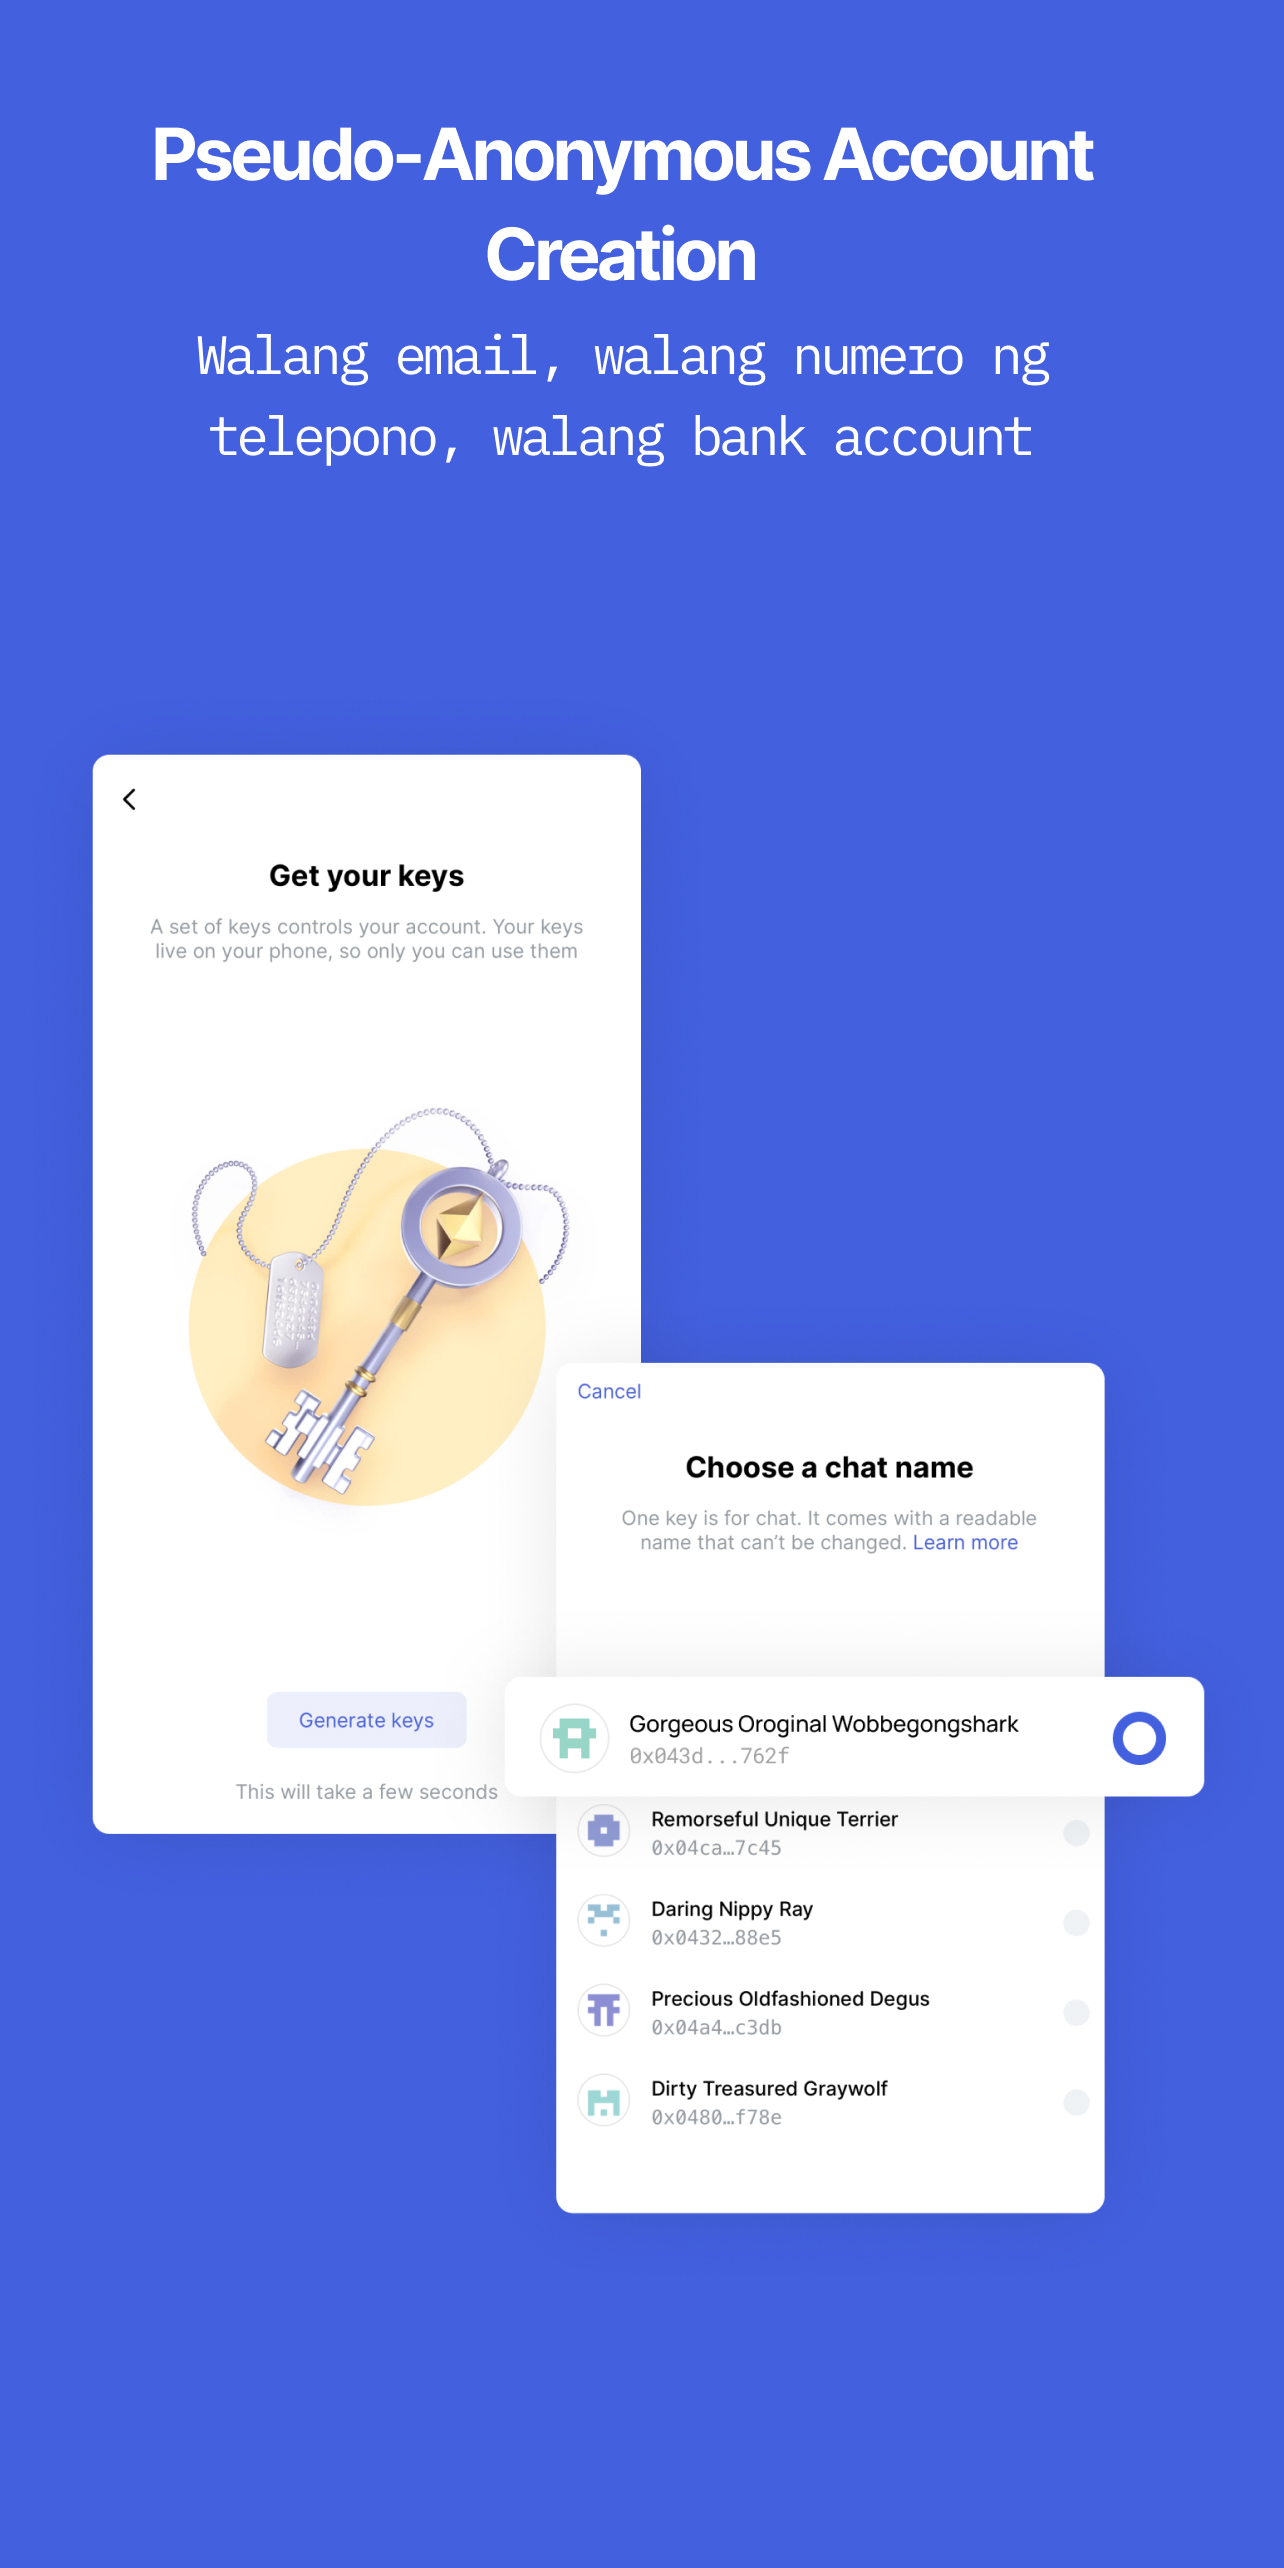 Pseudo-Anonymous Account
Creation
Walang email, walang numero ng
telepono, walang bank account
Get your keys
A set of keys controls your account. Your keys
live on your phone, so only you can use them
Generate keys
This will take a few seconds
Cancel
Choose a chat name
One key is for chat. It comes with a readable
name that can’t be changed. Learn more
Gorgeous Oroginal Wobbegongshark
0x043d...762f
Remorseful Unique Terrier
0x04ca…7c45
Daring Nippy Ray
0x0432…88e5
Precious Oldfashioned Degus
0x04a4…c3db
Dirty Treasured Graywolf
0x0480…f78e